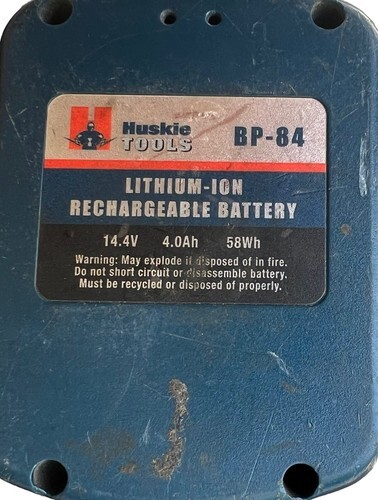 Huskie
TOOLS
BP-84
LITHIUM-ION
RECHARGEABLE BATTERY
14.4V 4.0Ah 58Wh
Warning: May explode if disposed of in fire.
Do not short circuit or disassemble battery.
Must be recycled or disposed of properly.